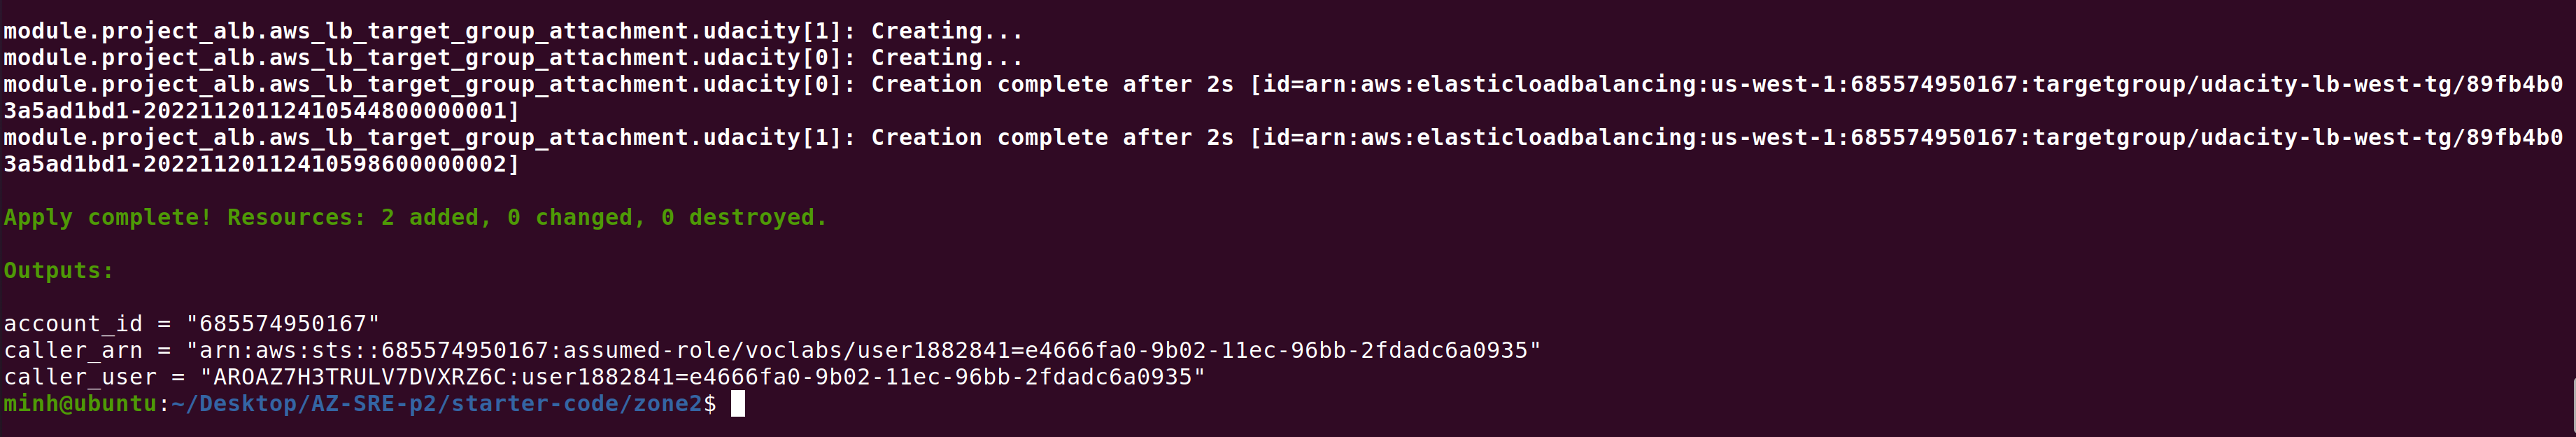 module.project_alb.aws_lb_target_group_attachment.udacity[1]: Creating...
module.project_alb.aws_lb_target_group_attachment.udacity[0]: Creating...
module.project_alb.aws_lb_target_group_attachment.udacity[0]: Creation complete after 2s [id=arn:aws:elasticloadbalancing:us-west-1:685574950167:targetgroup/udacity-lb-west-tg/89fb4b0
3a5ad1bd1-20221120112410544800000001]
module.project_alb.aws_lb_target_group_attachment.udacity[1]: Creation complete after 2s [id=arn:aws:elasticloadbalancing:us-west-1:685574950167:targetgroup/udacity-lb-west-tg/89fb4b0
3a5ad1bd1-20221120112410598600000002]
Apply complete! Resources: 2 added, 0 changed, 0 destroyed.
Outputs:
account_id = "685574950167"
caller_arn = "arn:aws:sts::685574950167:assumed-role/voclabs/user1882841=e4666fa0-9b02-11ec-96bb-2fdadc6a0935"
caller_user = "AROAZ7H3TRULV7DVXRZ6C:user1882841=e4666fa0-9b02-11ec-96bb-2fdadc6a0935"
minh@ubuntu:~/Desktop/AZ-SRE-p2/starter-code/zone2$